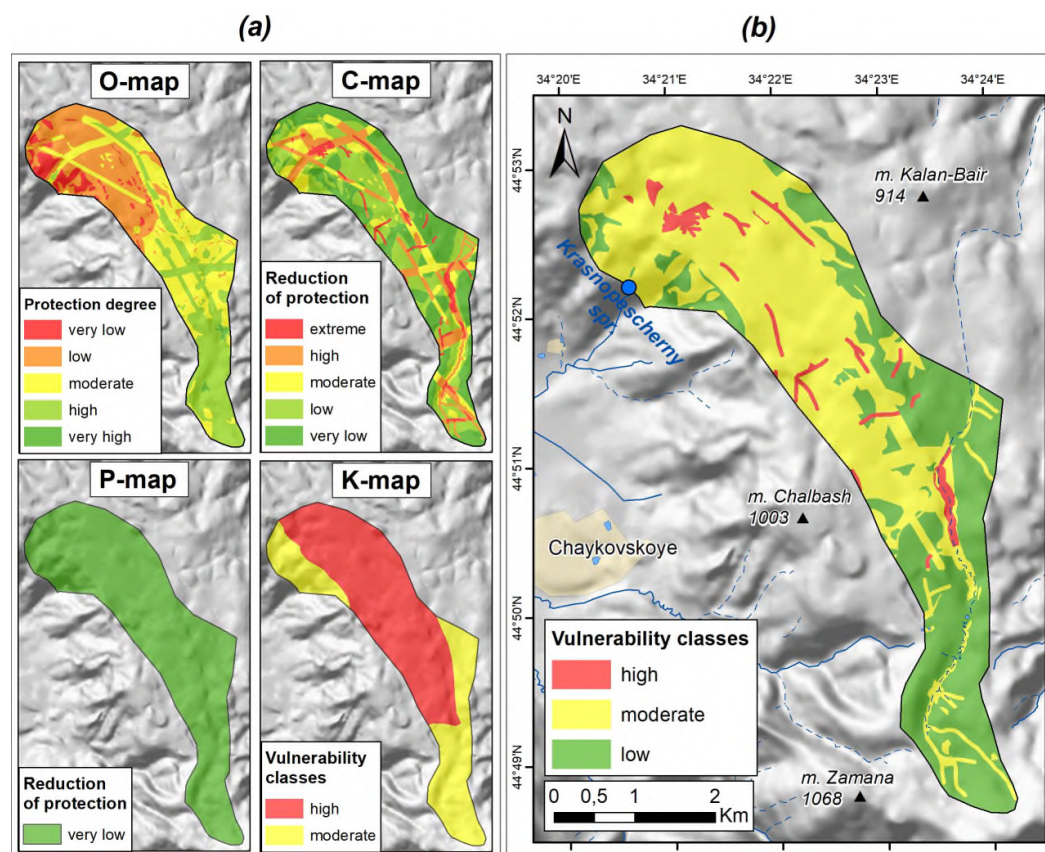 (a)
O-map
Protection degree
very low
low
moderate
high
very high
C-map
Reduction
of protection
extreme
high
moderate
low
very low
P-map
Reduction
of protection
very low
K-map
Vulnerability
classes
high
moderate
(b)
34°20'E
34°21'E
34°22'E
34°23'E
34°24'E
44°53'N
44°52'N
44°51'N
44°50'N
44°49'N
N
m. Kalan-Bair
914
Krasnopescherny
spr.
m. Chalbash
1003
Chaykovskoye
Vulnerability classes
high
moderate
low
0 0,5 1 2
Km
m. Zamana
1068